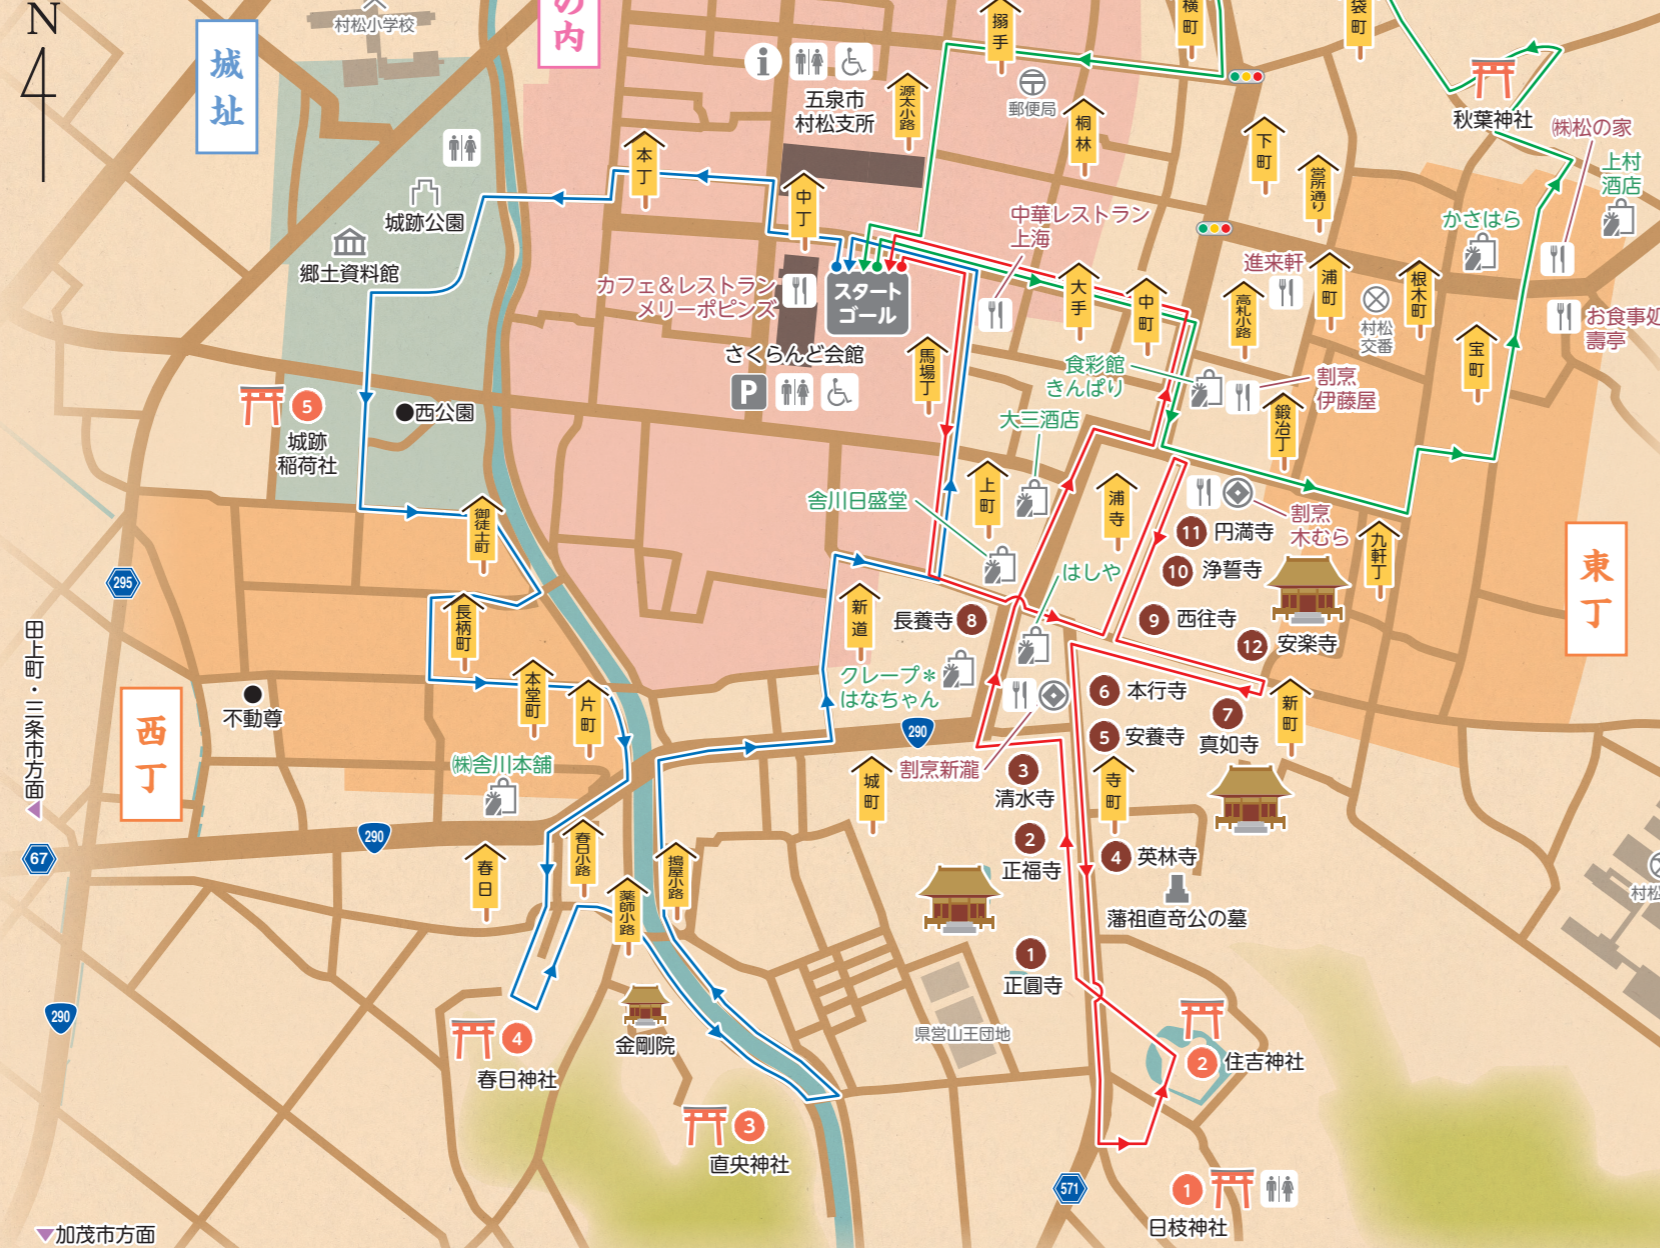 N
村松小学校
の内
搦手
横町
袋町
城址
五泉市
村松支所
源太小路
郵便局
桐林
下町
営所通り
秋葉神社
㈱松の家
上村
酒店
本丁
中丁
城跡公園
郷土資料館
中華レストラン
上海
かさはら
カフェ＆レストラン
メリーポピンズ
スタート
ゴール
大手
中町
進来軒
高札小路
浦町
村松
交番
根木町
お食事処
壽亭
宝町
さくらんど会館
P
馬場丁
食彩館
きんぱり
割烹
伊藤屋
鍛冶丁
5
城跡
稲荷社
西公園
大三酒店
上町
浦寺
舎川日盛堂
割烹
木むら
九軒丁
御徒士町
295
11 円満寺
10 浄誓寺
はしや
東丁
新道
長養寺 8
9 西往寺
12 安楽寺
長柄町
田上町・三条市方面
クレープ＊
はなちゃん
6 本行寺
7
真如寺
新町
不動尊
本堂町
片町
西丁
290
5 安養寺
割烹新瀧
㈱舎川本舗
城町
3
清水寺
寺町
290
67
春日
春日小路
搗屋小路
薬師小路
2
正福寺
4 英林寺
藩祖直竒公の墓
村松
1
正圓寺
290
4
春日神社
金剛院
県営山王団地
2 住吉神社
3
直央神社
571
1
日枝神社
加茂市方面